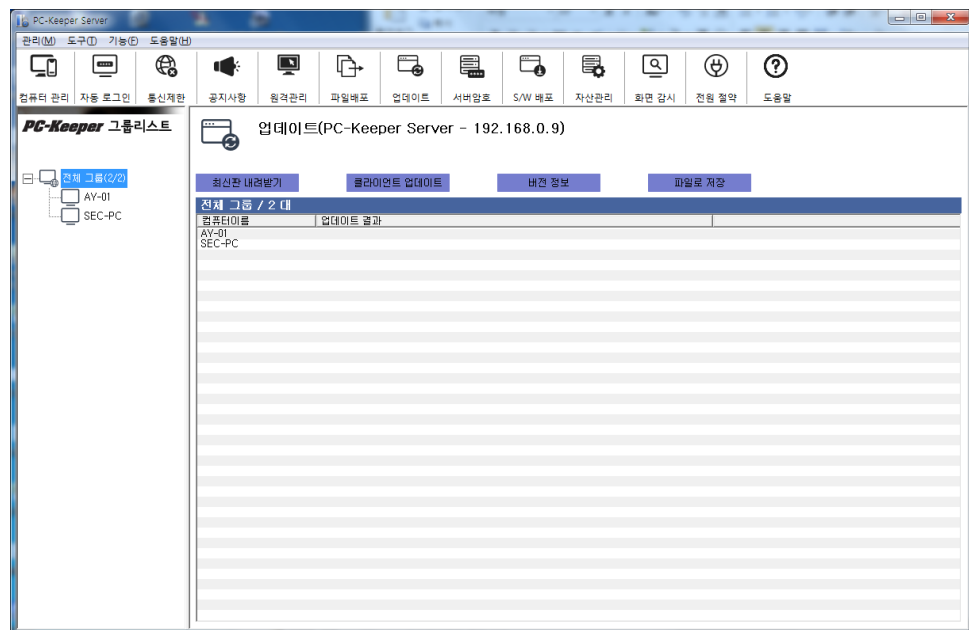 PC-Keeper Server
관리(M) 도구(T) 기능(F) 도움말(H)
컴퓨터 관리 자동 로그인 통신제한 공지사항 원격관리 파일배포 업데이트 서버암호 S/W 배포 자산관리 화면 감시 전원 절약 도움말
PC-Keeper 그룹리스트
업데이트(PC-Keeper Server - 192.168.0.9)
전체 그룹(2/2)
AY-01
SEC-PC
최신판 내려받기 클라이언트 업데이트 버전 정보 파일로 저장
전체 그룹 / 2 대
컴퓨터이름 업데이트 결과
AY-01
SEC-PC